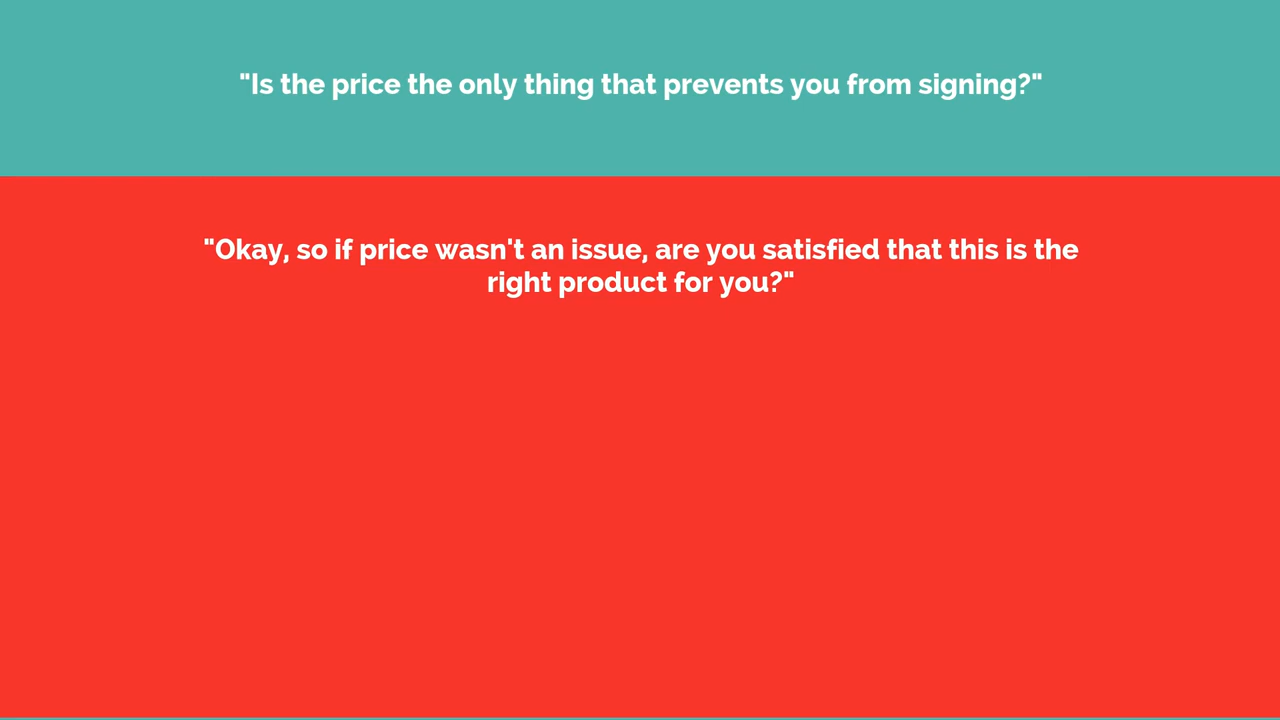 "Is the price the only thing that prevents you from signing?"
"Okay, so if price wasn't an issue, are you satisfied that this is the
right product for you?"